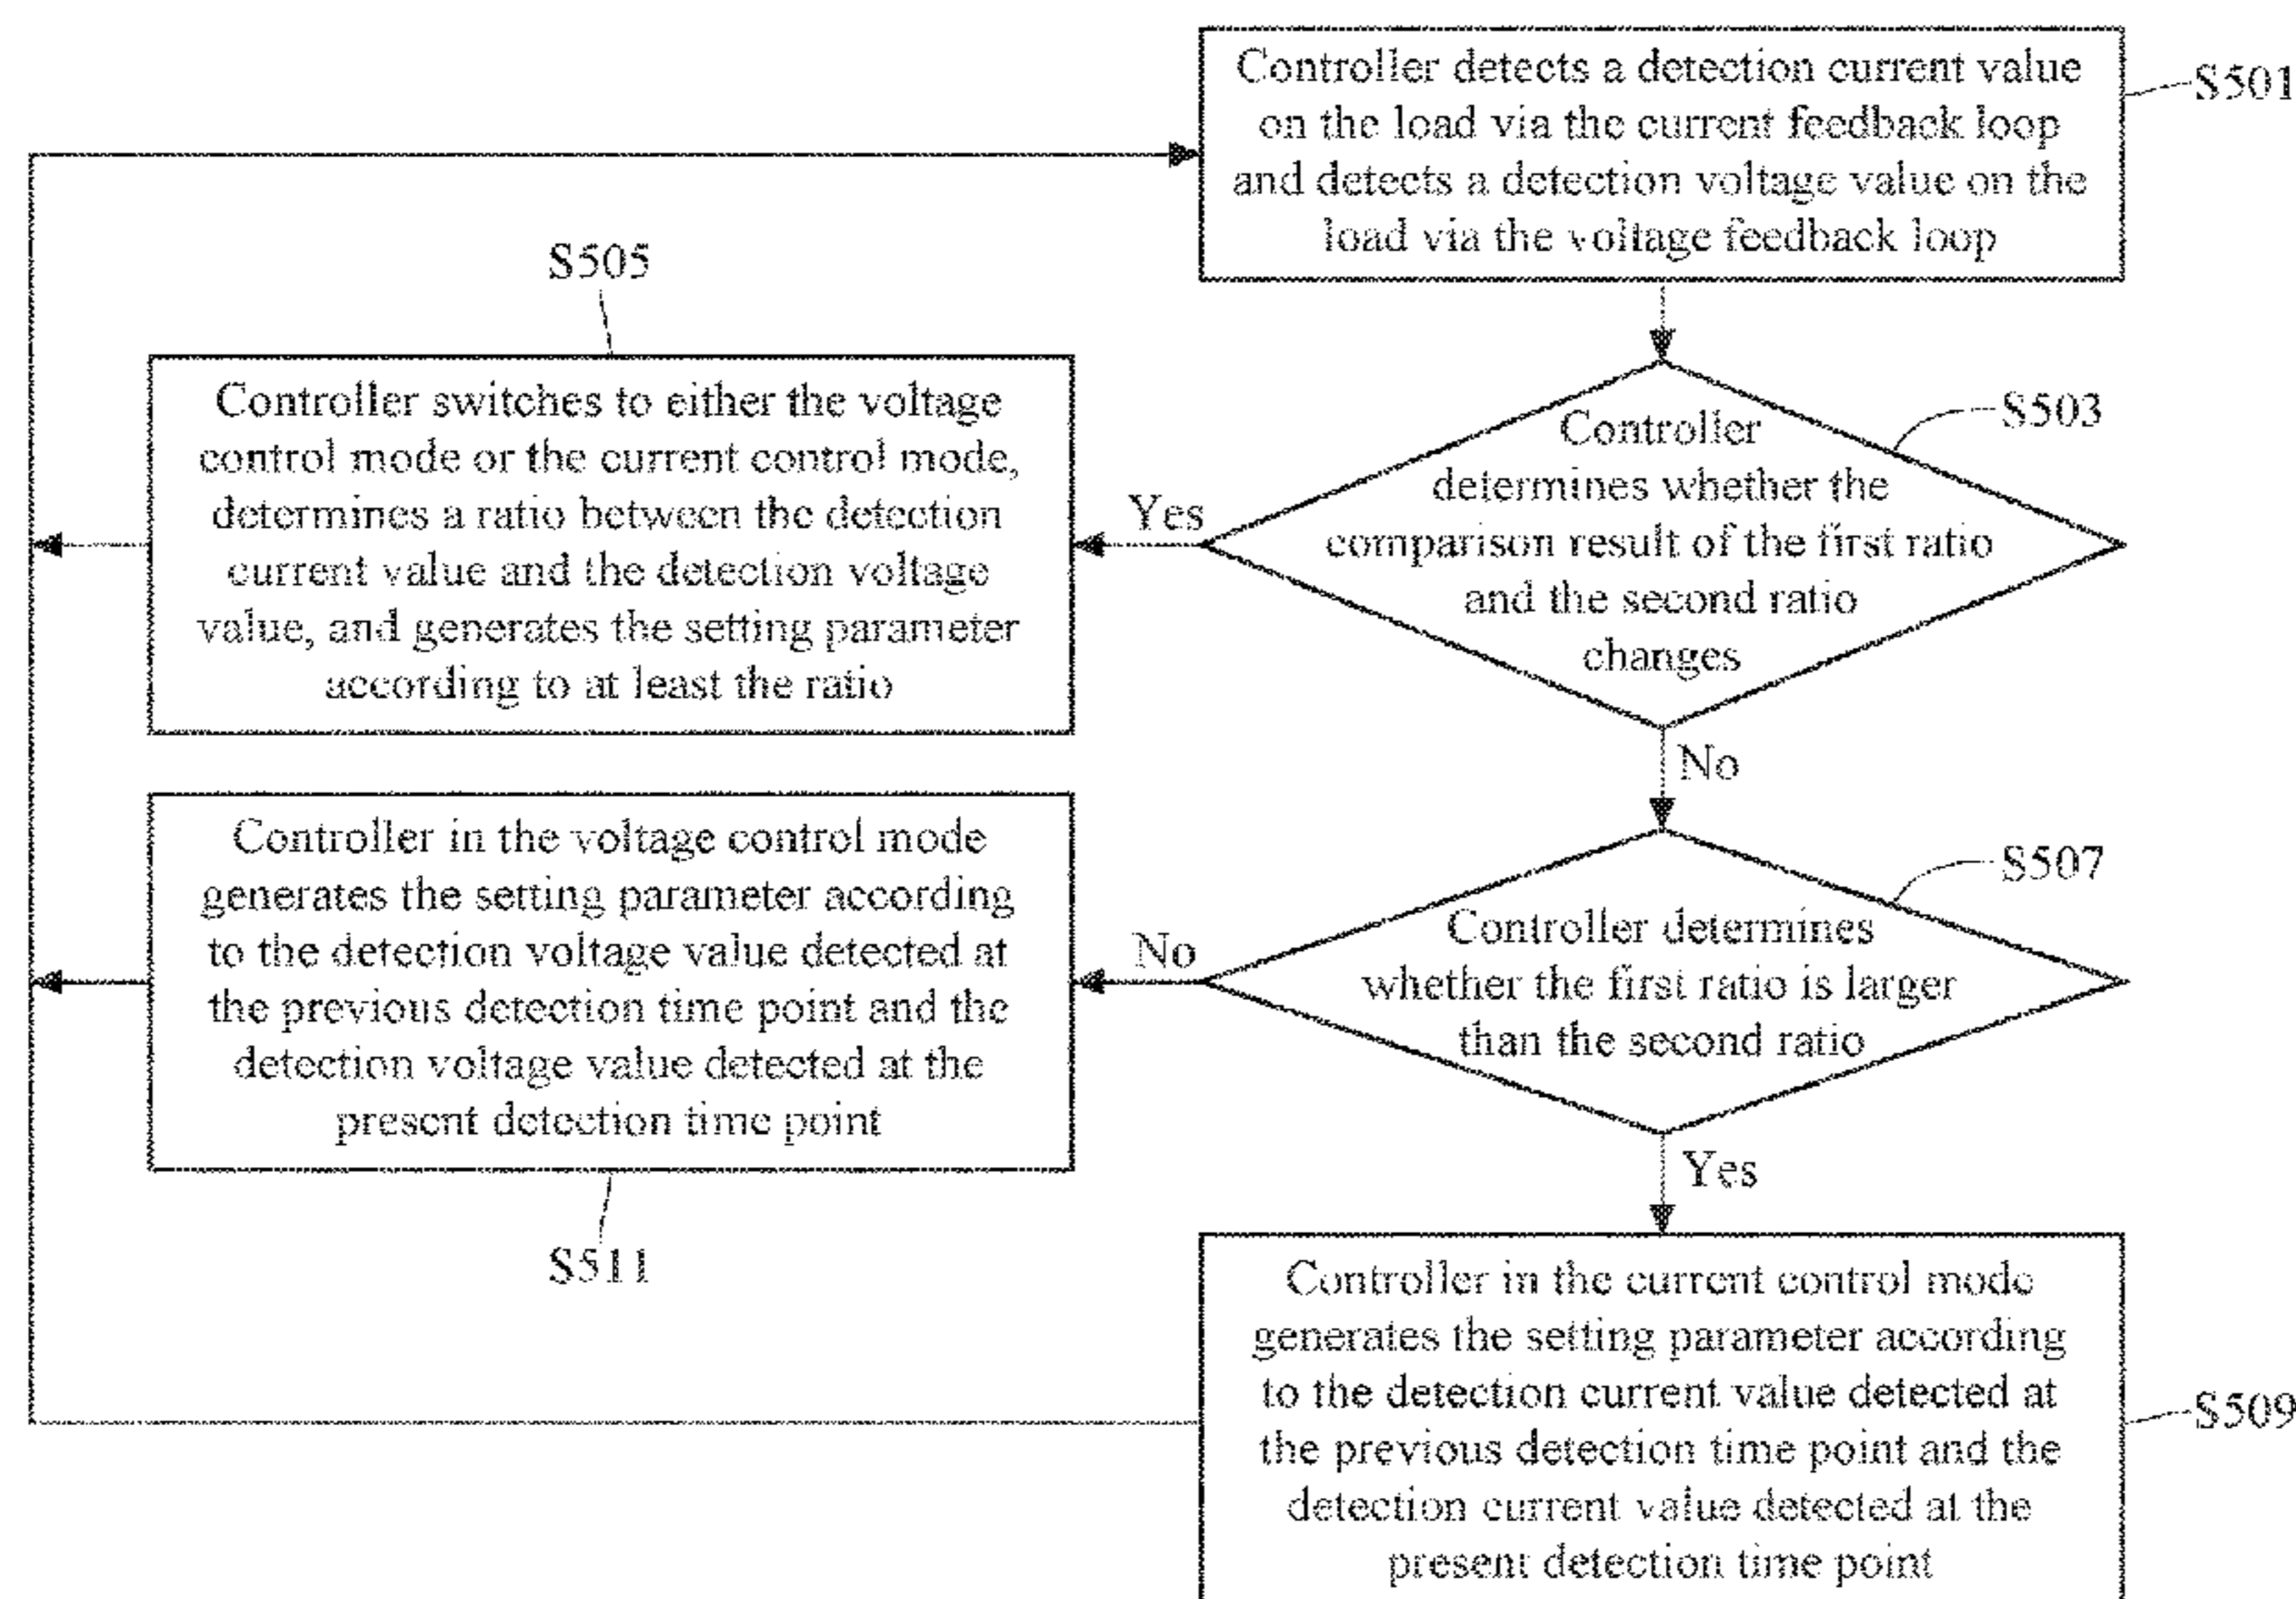 Controller detects a detection current value
on the load via the current feedback loop
and detects a detection voltage value on the
load via the voltage feedback loop
S501
Controller
determines whether the
comparison result of the first ratio
and the second ratio
changes
S503
Yes
No
S505
Controller switches to either the voltage
control mode or the current control mode,
determines a ratio between the detection
current value and the detection voltage
value, and generates the setting parameter
according to at least the ratio
Controller determines
whether the first ratio is larger
than the second ratio
S507
No
Yes
Controller in the voltage control mode
generates the setting parameter according
to the detection voltage value detected at
the previous detection time point and the
detection voltage value detected at the
present detection time point
S511
Controller in the current control mode
generates the setting parameter according
to the detection current value detected at
the previous detection time point and the
detection current value detected at the
present detection time point
S509